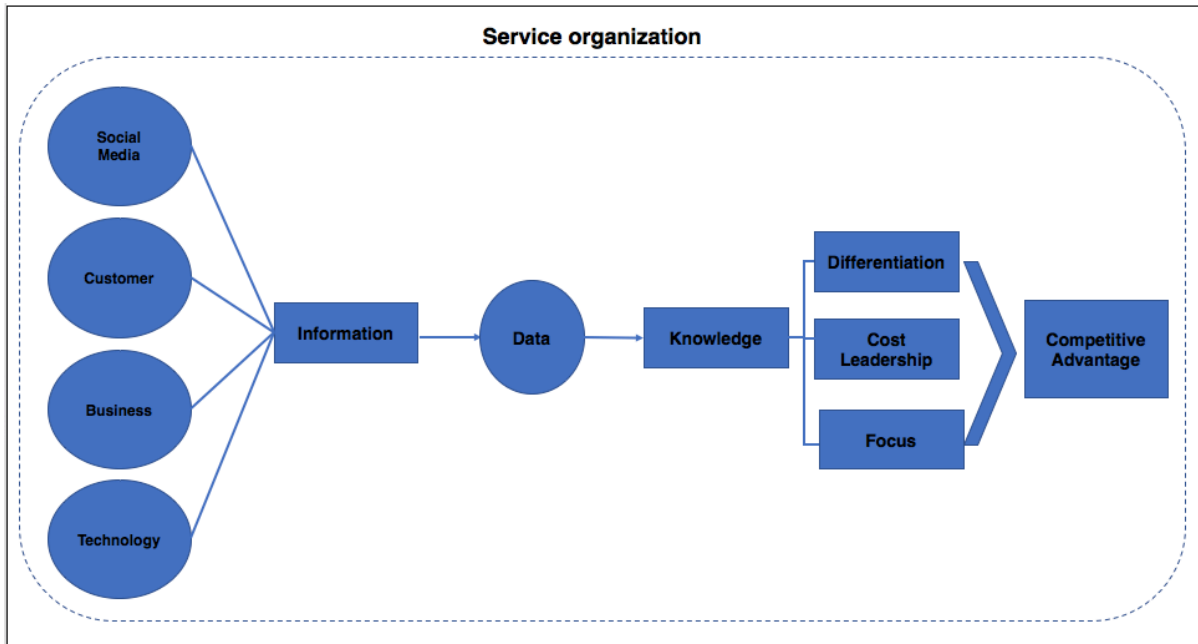 Service organization
Social
Media
Customer
Business
Technology
Information
Data
Knowledge
Differentiation
Cost
Leadership
Focus
Competitive
Advantage